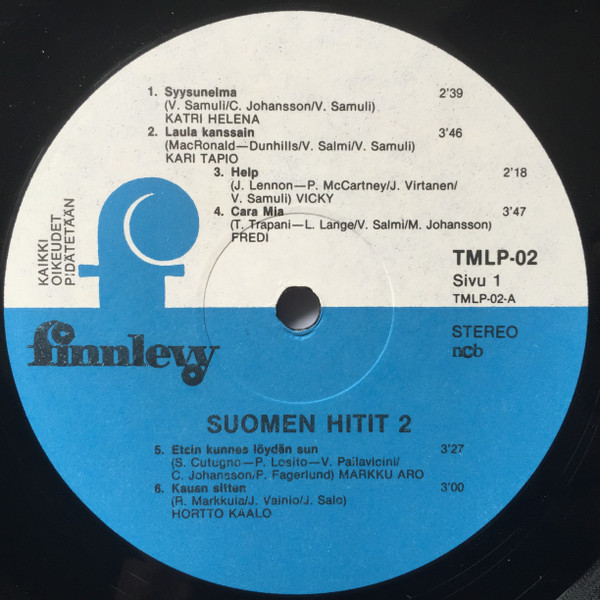 1. Syysunelma 2'39
(V. Samuli/C. Johansson/V. Samuli)
KATRI HELENA
2. Laula kanssain 3'46
(MacRonald—Dunhills/V. Salmi/V. Samuli)
KARI TAPIO
3. Help 2'18
(J. Lennon—P. McCartney/J. Virtanen/
V. Samuli) VICKY
4. Cara Mia 3'47
(T. Trapani—L. Lange/V. Salmi/M. Johansson)
FREDI
KAIKKI
OIKEUDET
PIDÄTETÄÄN
f
TMLP-02
Sivu 1
TMLP-02-A
finnlevy
STEREO
ncb
SUOMEN HITIT 2
5. Etcin kunnes löydän sun 3'27
(S. Cutugno—P. Losito—V. Pallavicini/
C. Johansson/P. Fagerlund) MARKKU ARO
6. Kauan sitten 3'00
(R. Markkula/J. Vainio/J. Salo)
HORTTO KAALO